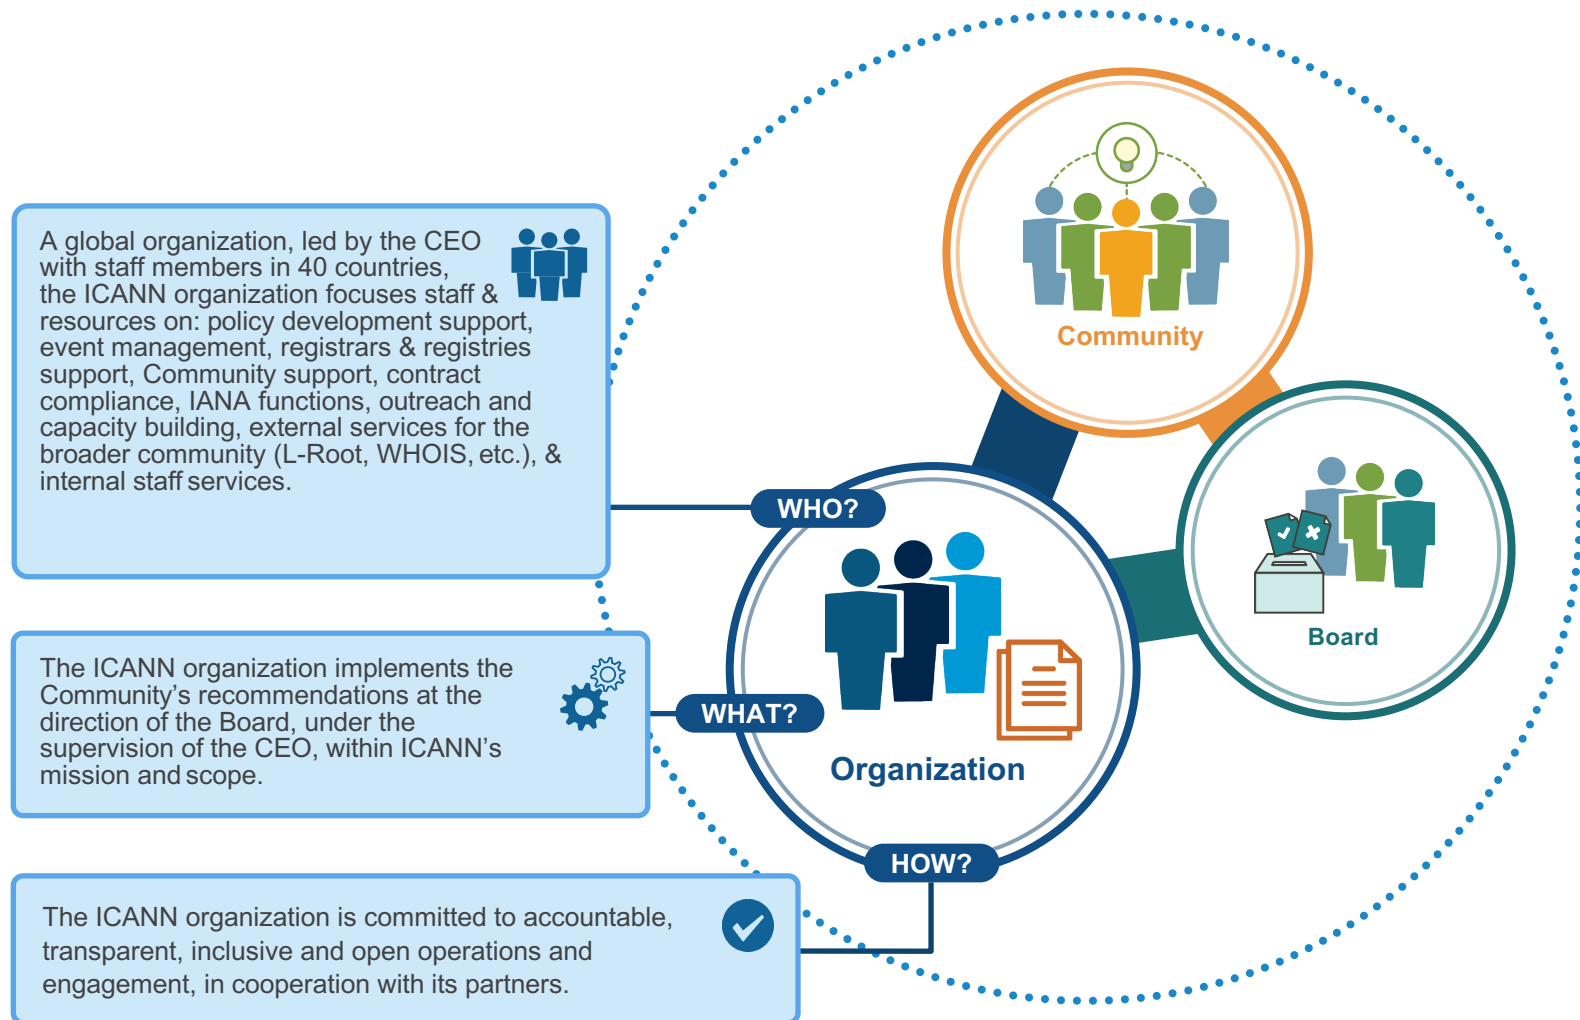 Community
A global organization, led by the CEO
with staff members in 40 countries,
the ICANN organization focuses staff &
resources on: policy development support,
event management, registrars & registries
support, Community support, contract
compliance, IANA functions, outreach and
capacity building, external services for the
broader community (L-Root, WHOIS, etc.), &
internal staff services.
WHO?
Board
The ICANN organization implements the
Community’s recommendations at the
direction of the Board, under the
supervision of the CEO, within ICANN’s
mission and scope.
WHAT?
Organization
HOW?
The ICANN organization is committed to accountable,
transparent, inclusive and open operations and
engagement, in cooperation with its partners.